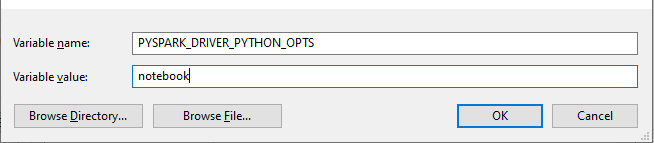 Variable name: PYSPARK_DRIVER_PYTHON_OPTS
Variable value: notebook
Browse Directory... Browse File... OK Cancel